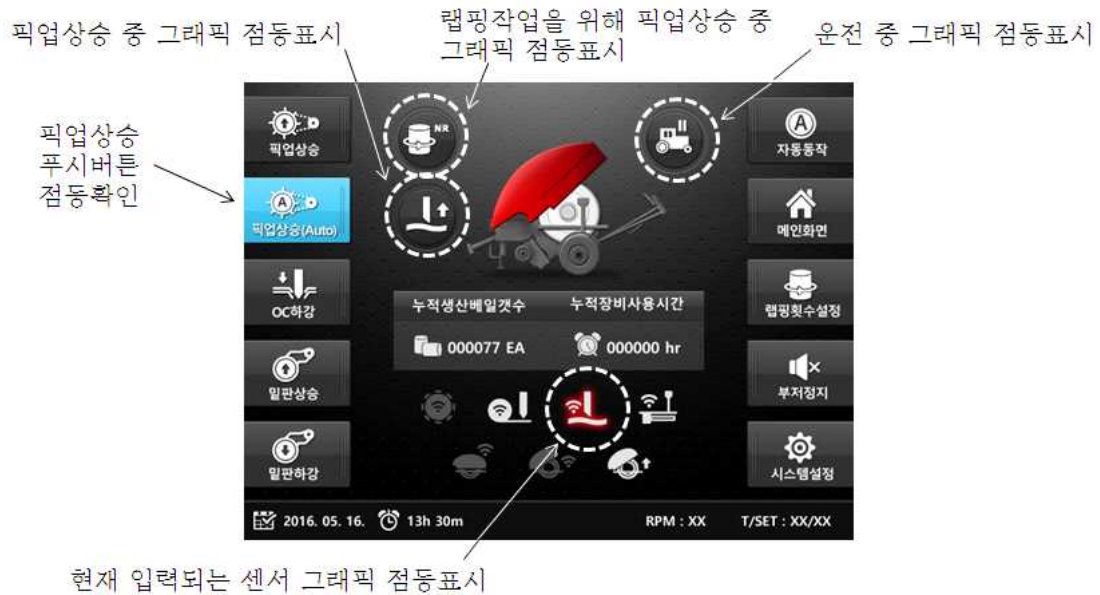 픽업상승 중 그래픽 점등표시
랩핑작업을 위해 픽업상승 중
그래픽 점등표시
운전 중 그래픽 점등표시
픽업상승
푸시버튼
점등확인
픽업상승
NR
A
자동동작
A
픽업상승(Auto)
메인화면
OC하강
누적생산베일갯수
누적장비사용시간
랩핑횟수설정
000077 EA
000000 hr
밑판상승
부저정지
밑판하강
시스템설정
2016. 05. 16.
13h 30m
RPM : XX
T/SET : XX/XX
현재 입력되는 센서 그래픽 점등표시